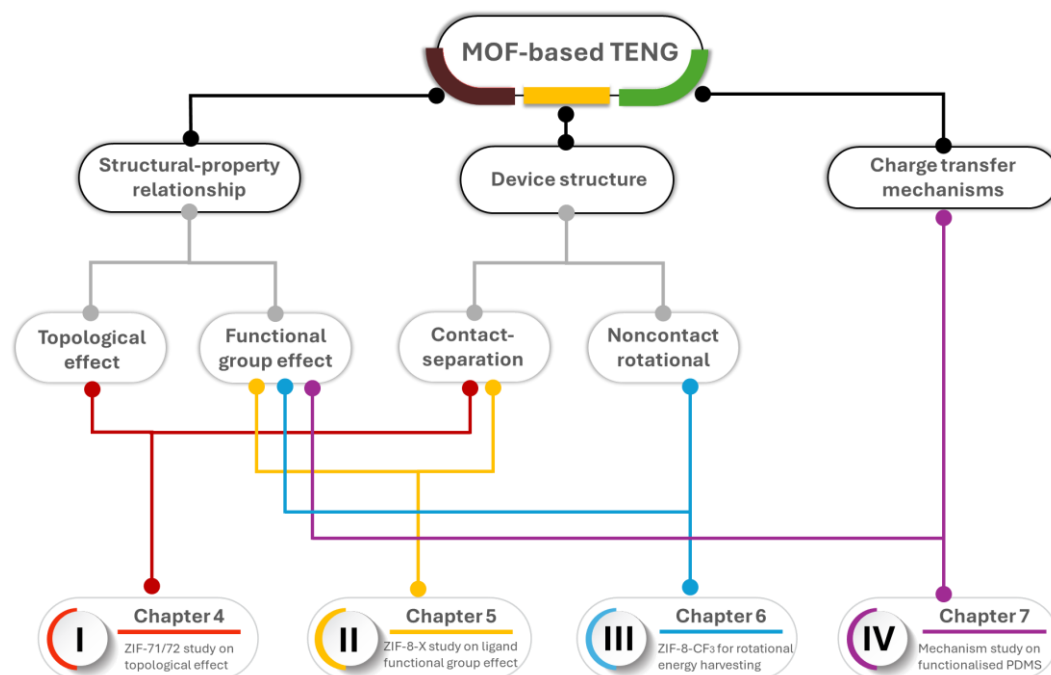 MOF-based TENG
Structural-property
relationship
Device structure
Charge transfer
mechanisms
Topological
effect
Functional
group effect
Contact-
separation
Noncontact
rotational
I
Chapter 4
ZIF-71/72 study on
topological effect
II
Chapter 5
ZIF-8-X study on ligand
functional group effect
III
Chapter 6
ZIF-8-CF₃ for rotational
energy harvesting
IV
Chapter 7
Mechanism study on
functionalised PDMS